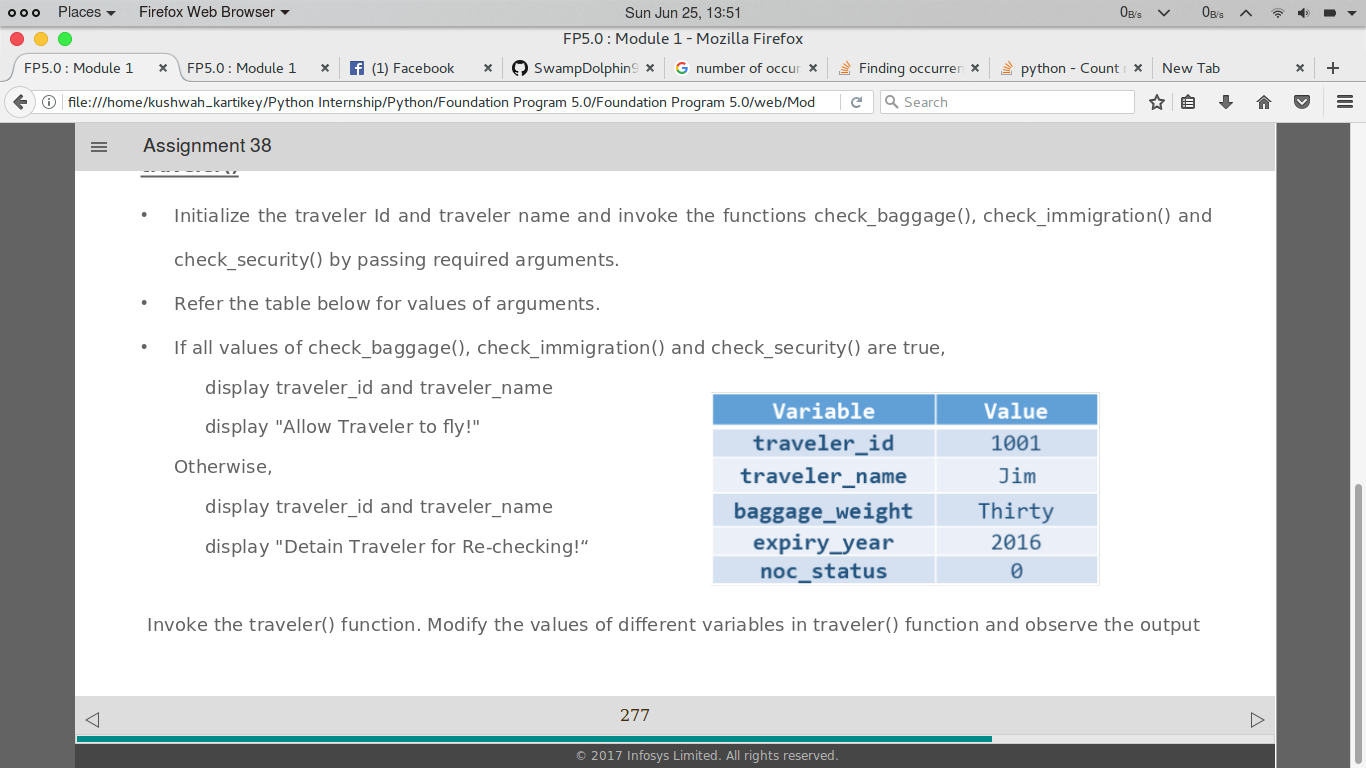 Places
Firefox Web Browser
Sun Jun 25, 13:51
0B/s
0B/s
FP5.0 : Module 1 - Mozilla Firefox
FP5.0 : Module 1
FP5.0 : Module 1
(1) Facebook
SwampDolphin9
number of occur
Finding occurren
python - Count
New Tab
file:///home/kushwah_kartikey/Python Internship/Python/Foundation Program 5.0/Foundation Program 5.0/web/Mod
Search
Assignment 38
traveler()
• Initialize the traveler Id and traveler name and invoke the functions check_baggage(), check_immigration() and
check_security() by passing required arguments.
• Refer the table below for values of arguments.
• If all values of check_baggage(), check_immigration() and check_security() are true,
display traveler_id and traveler_name
display "Allow Traveler to fly!"
Otherwise,
display traveler_id and traveler_name
display "Detain Traveler for Re-checking!“
Variable Value
traveler_id 1001
traveler_name Jim
baggage_weight Thirty
expiry_year 2016
noc_status 0
Invoke the traveler() function. Modify the values of different variables in traveler() function and observe the output
277
© 2017 Infosys Limited. All rights reserved.